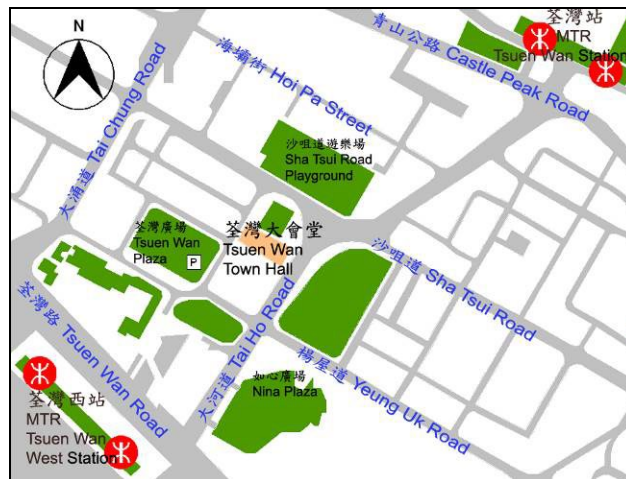 N
荃灣站
MTR
Tsuen Wan Station
青山公路 Castle Peak Road
海壩街 Hoi Pa Street
大涌道 Tai Chung Road
沙咀道遊樂場
Sha Tsui Road
Playground
荃灣大會堂
Tsuen Wan
Town Hall
荃灣廣場
Tsuen Wan
Plaza
P
沙咀道 Sha Tsui Road
荃灣路 Tsuen Wan Road
大河道 Tai Ho Road
楊屋道 Yeung Uk Road
如心廣場
Nina Plaza
荃灣西站
MTR
Tsuen Wan
West Station